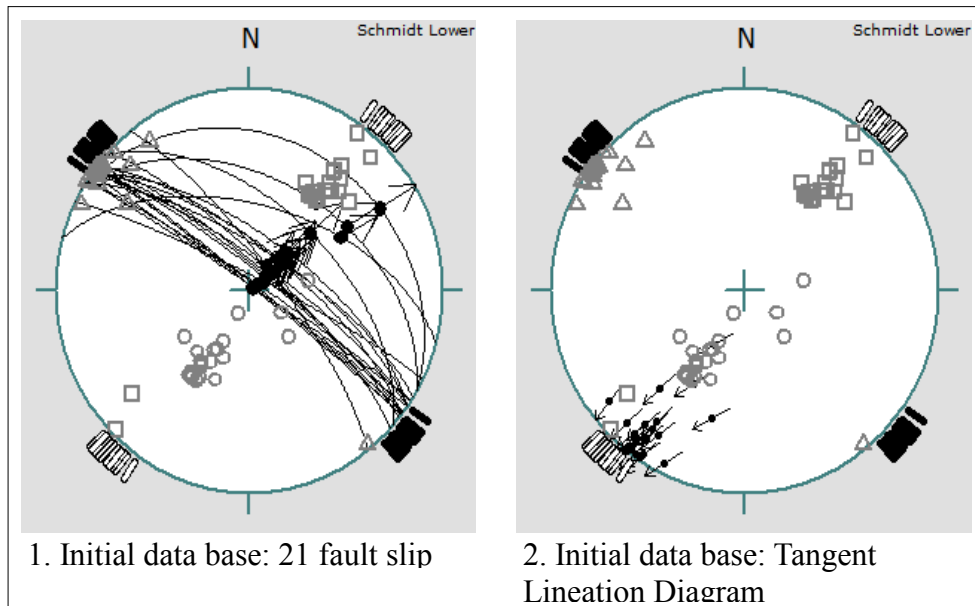 Schmidt Lower
N
Schmidt Lower
N
1. Initial data base: 21 fault slip
2. Initial data base: Tangent
Lineation Diagram